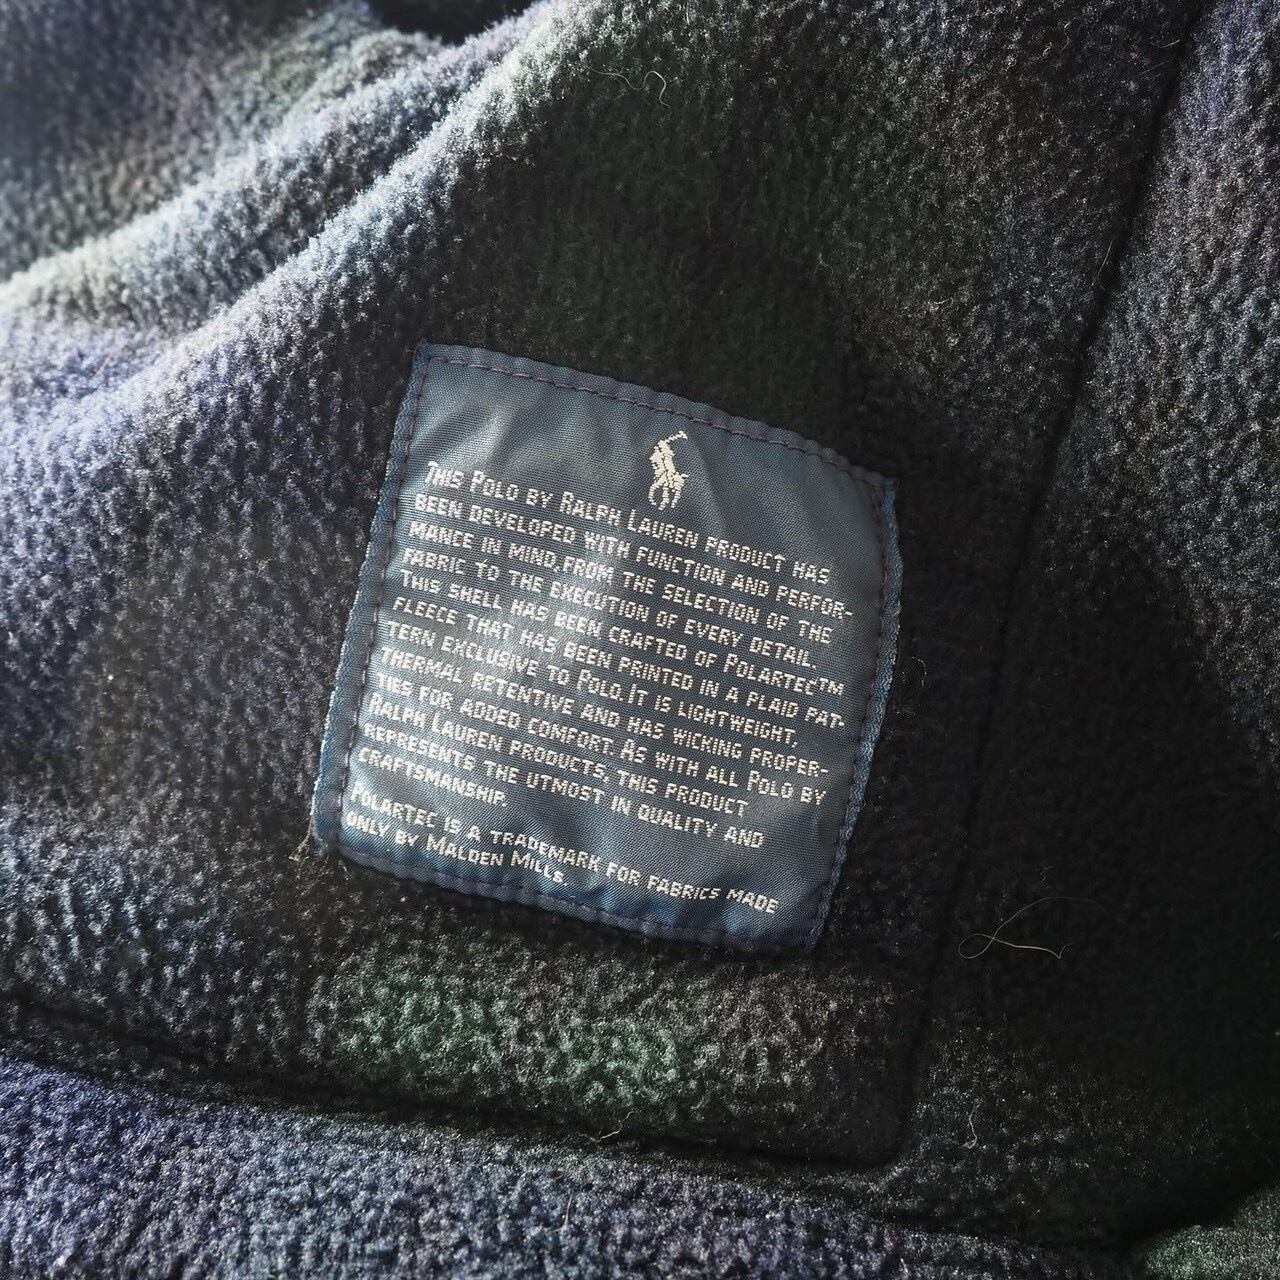 This Polo by Ralph Lauren product has
been developed with function and perfor-
mance in mind, from the selection of the
fabric to the execution of every detail.
This shell has been crafted of Polartec™
fleece that has been printed in a plaid pat-
tern exclusive to Polo. It is lightweight,
thermal retentive and has wicking proper-
ties for added comfort. As with all Polo by
Ralph Lauren products, this product
represents the utmost in quality and
craftsmanship.
Polartec is a trademark for fabrics made
only by Malden Mills.